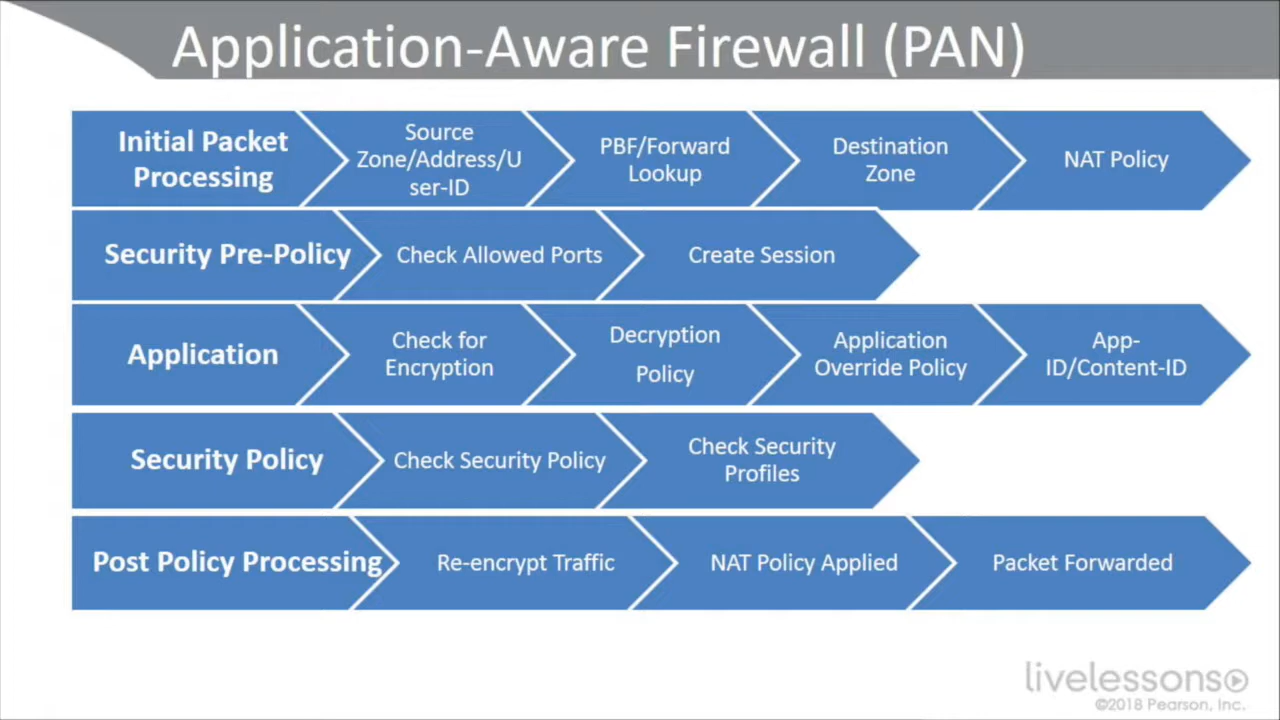 Application-Aware Firewall (PAN)
Initial Packet
Processing
Source
Zone/Address/U
ser-ID
PBF/Forward
Lookup
Destination
Zone
NAT Policy
Security Pre-Policy
Check Allowed Ports
Create Session
Application
Check for
Encryption
Decryption
Policy
Application
Override Policy
App-
ID/Content-ID
Security Policy
Check Security Policy
Check Security
Profiles
Post Policy Processing
Re-encrypt Traffic
NAT Policy Applied
Packet Forwarded
livelessons
©2018 Pearson, Inc.